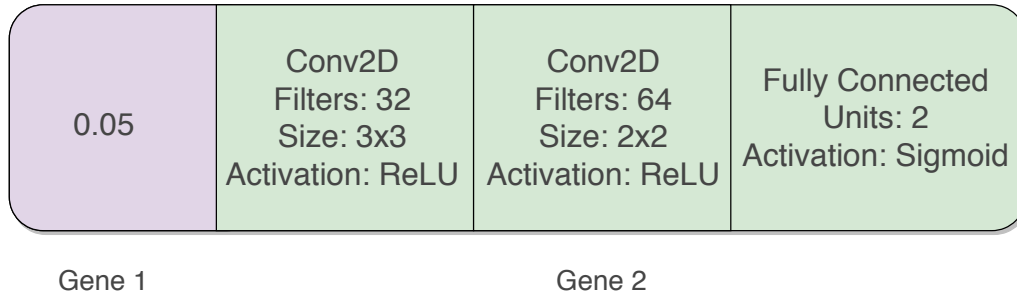 0.05
Conv2D
Filters: 32
Size: 3x3
Activation: ReLU
Conv2D
Filters: 64
Size: 2x2
Activation: ReLU
Fully Connected
Units: 2
Activation: Sigmoid
Gene 1
Gene 2